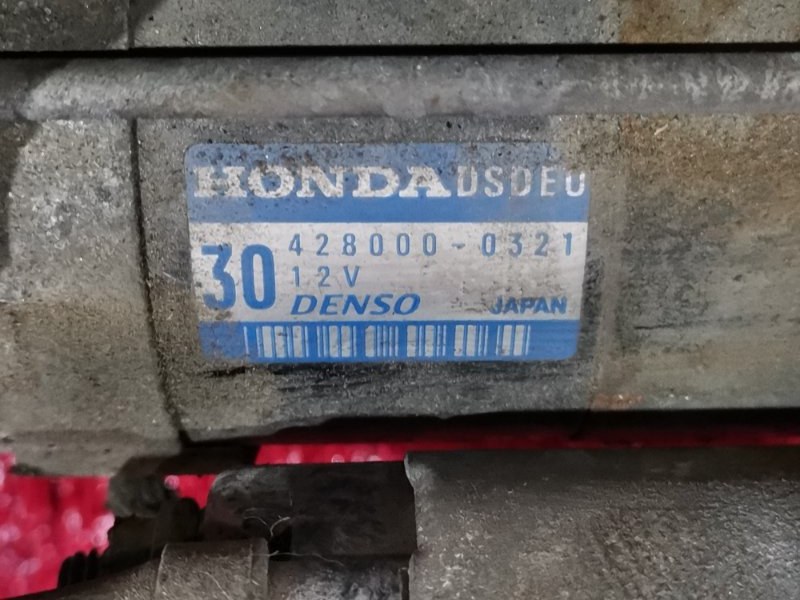 HONDA DSDEU
30 428000-0321
12V
DENSO JAPAN